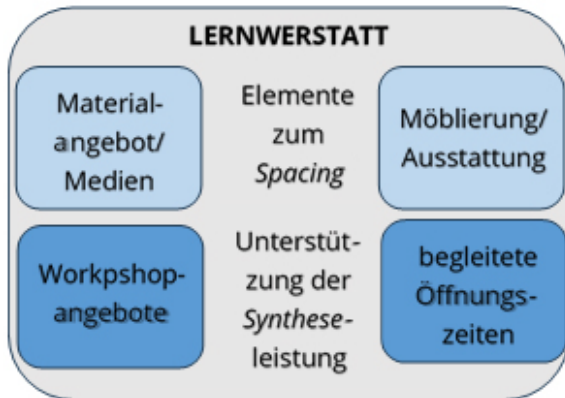 LERNWERSTATT
Material-
angebot/
Medien
Elemente
zum
Spacing
Möblierung/
Ausstattung
Workpshop-
angebote
Unterstüt-
zung der
Synthese-
leistung
begleitete
Öffnungs-
zeiten